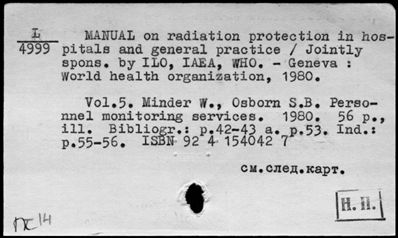 L
4999
MANUAL on radiation protection in hos-
pitals and general practice / Jointly
spons. by ILO, IAEA, WHO. - Geneva :
World health organization, 1980.
Vol.5. Minder W., Osborn S.B. Perso-
nnel monitoring services. 1980. 56 p.,
ill. Bibliogr.: p.42-43 a. p.53. Ind.:
p.55-56. ISBN 92 4 154042 7
см.след.карт.
Н.П.
ПС 14